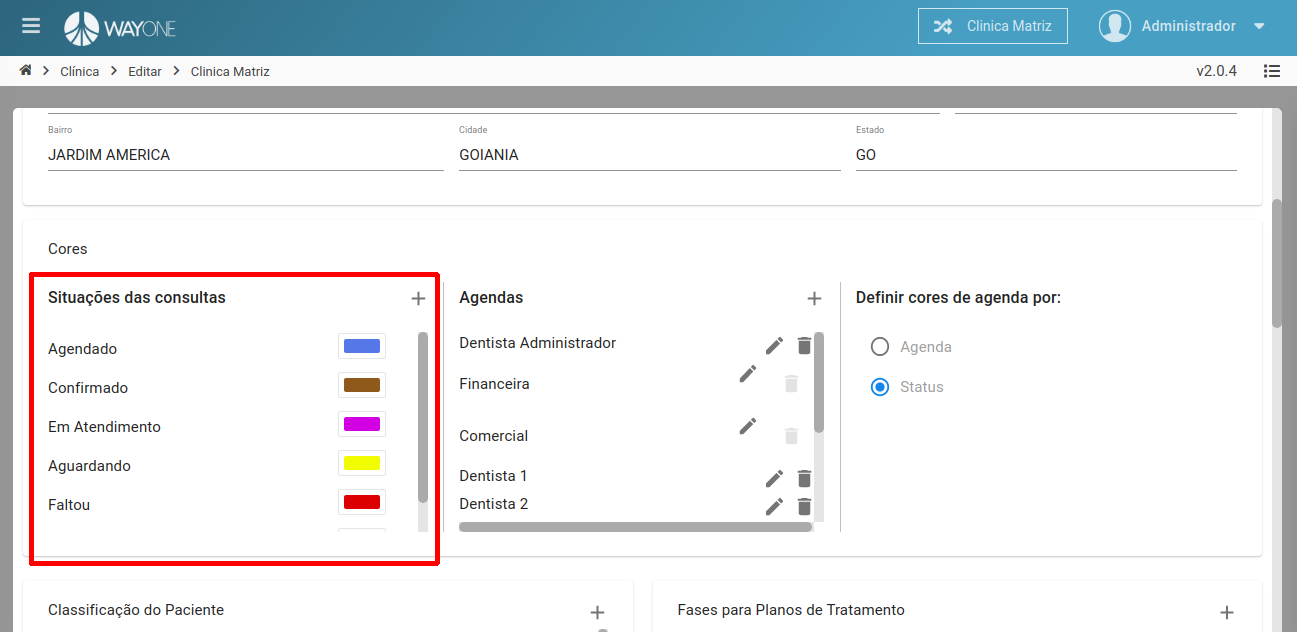 WAYONE
Clinica Matriz
Administrador
Clínica
Editar
Clinica Matriz
v2.0.4
Bairro
Cidade
Estado
JARDIM AMERICA
GOIANIA
GO
Cores
Situações das consultas
Agendado
Confirmado
Em Atendimento
Aguardando
Faltou
Agendas
Dentista Administrador
Financeira
Comercial
Dentista 1
Dentista 2
Definir cores de agenda por:
Agenda
Status
Classificação do Paciente
Fases para Planos de Tratamento